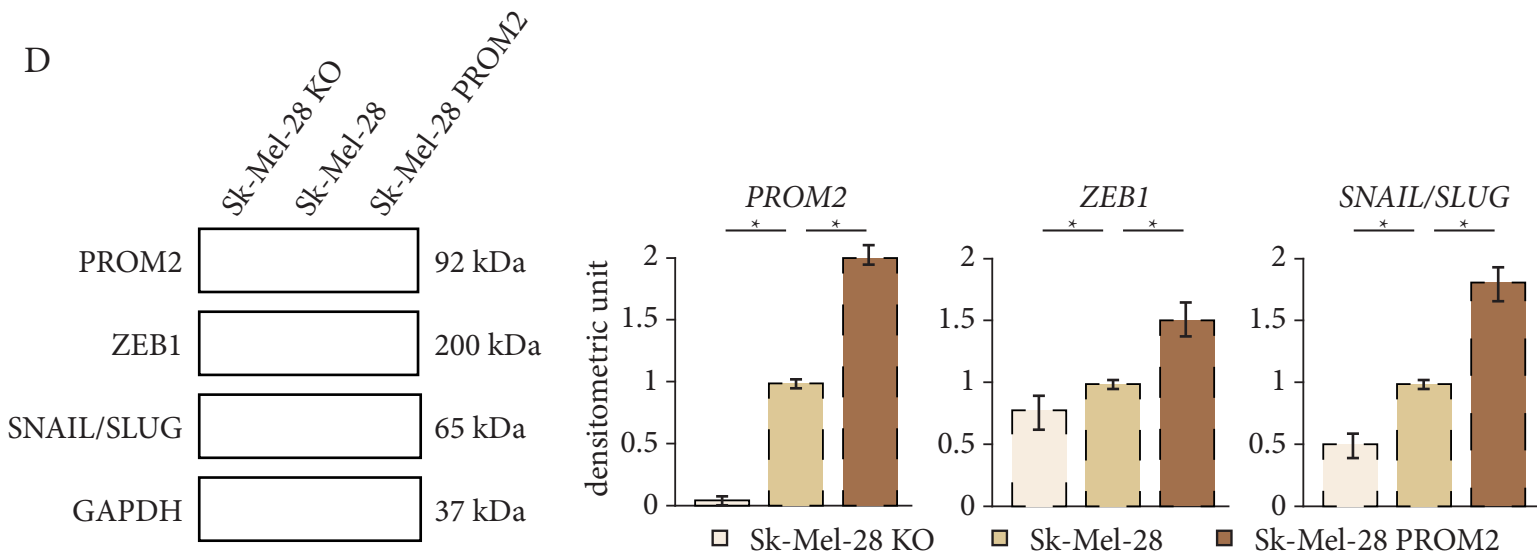 D
Sk-Mel-28 KO
Sk-Mel-28
Sk-Mel-28 PROM2
PROM2 92 kDa
ZEB1 200 kDa
SNAIL/SLUG 65 kDa
GAPDH 37 kDa
densitometric unit
PROM2
* *
2
1.5
1
0.5
0
ZEB1
* *
2
1.5
1
0.5
0
SNAIL/SLUG
* *
2
1.5
1
0.5
0
Sk-Mel-28 KO Sk-Mel-28 Sk-Mel-28 PROM2